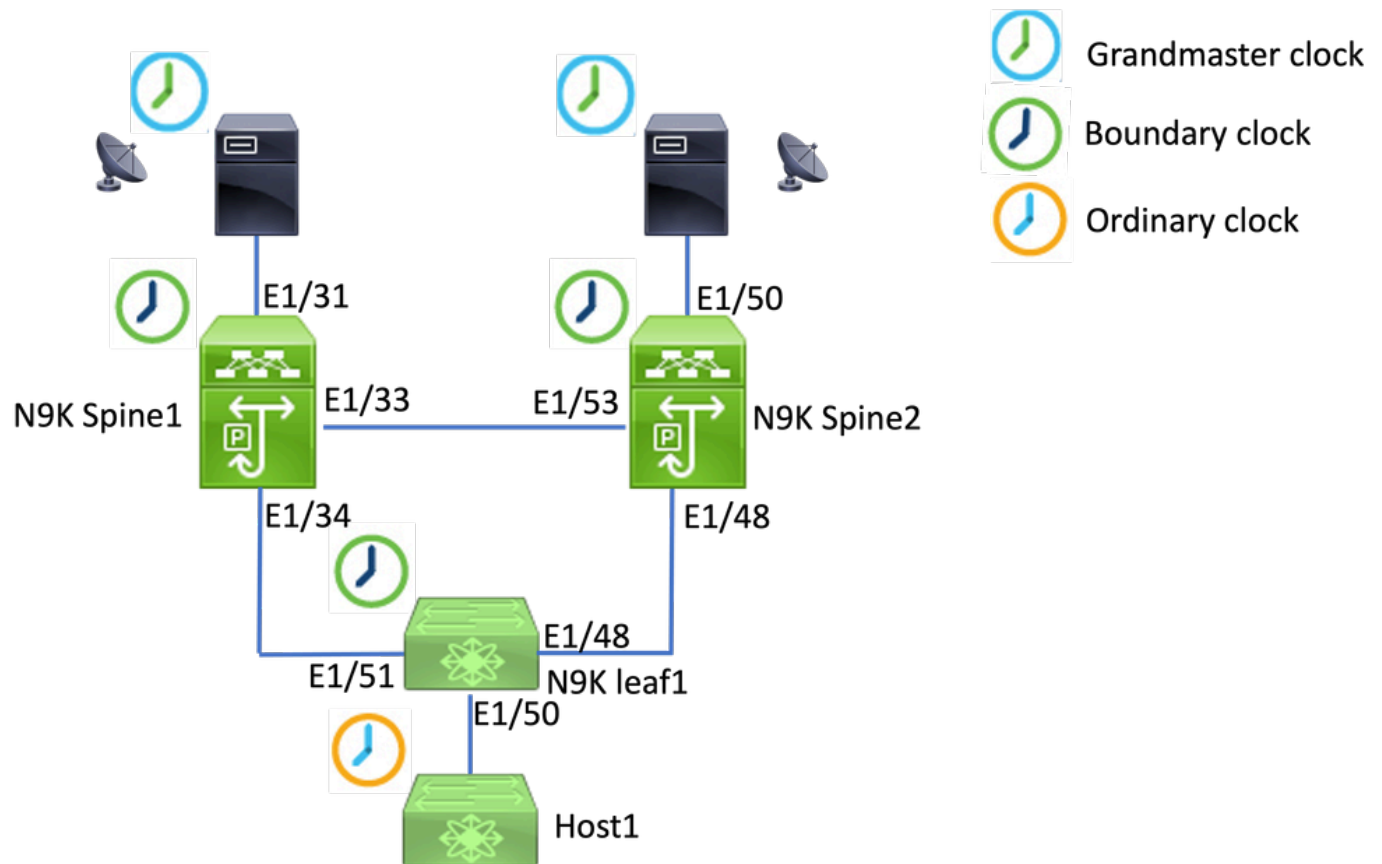 Grandmaster clock
Boundary clock
Ordinary clock
E1/31
E1/50
N9K Spine1
E1/33
E1/53
N9K Spine2
P
P
E1/34
E1/48
E1/48
E1/51
N9K leaf1
E1/50
Host1